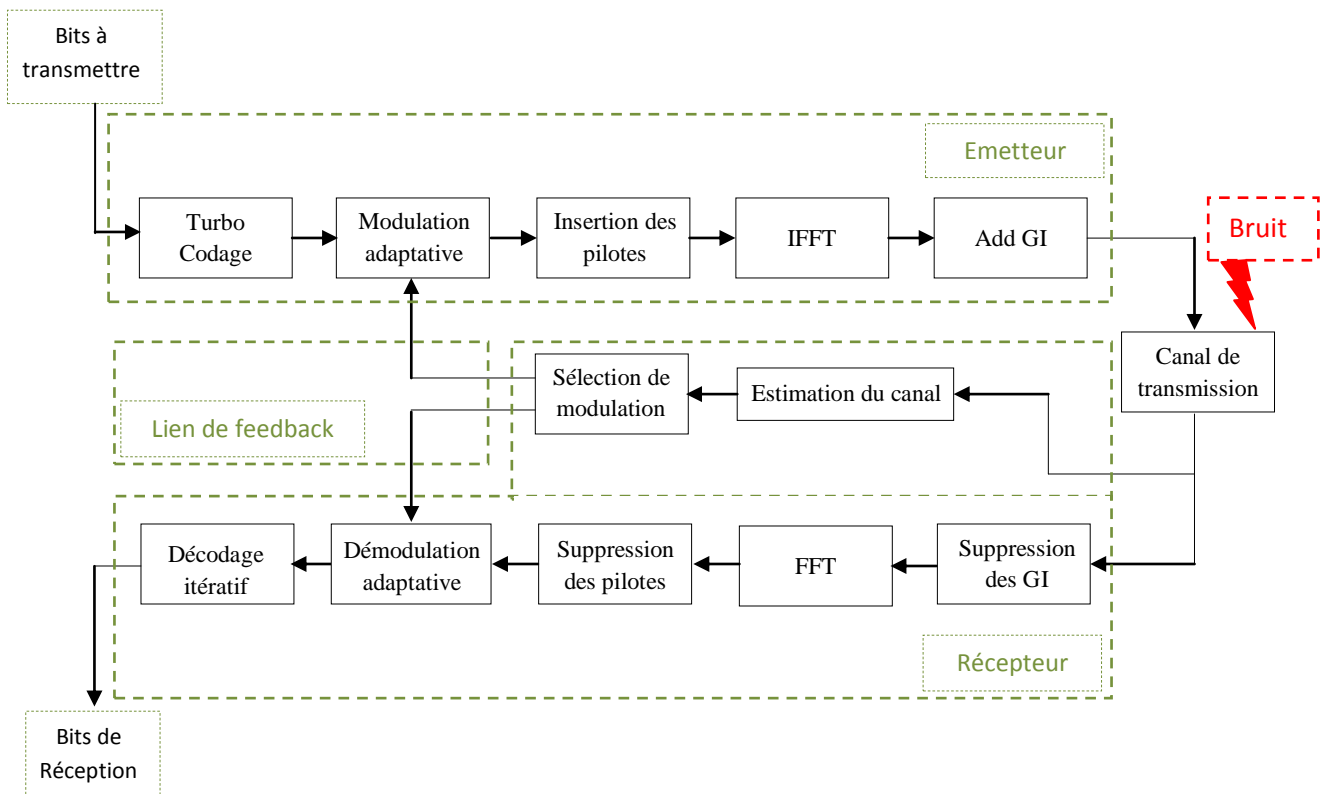 Bits à
transmettre
Emetteur
Turbo
Codage
Modulation
adaptative
Insertion des
pilotes
IFFT
Add GI
Bruit
Canal de
transmission
Sélection de
modulation
Estimation du canal
Lien de feedback
Décodage
itératif
Démodulation
adaptative
Suppression
des pilotes
FFT
Suppression
des GI
Récepteur
Bits de
Réception